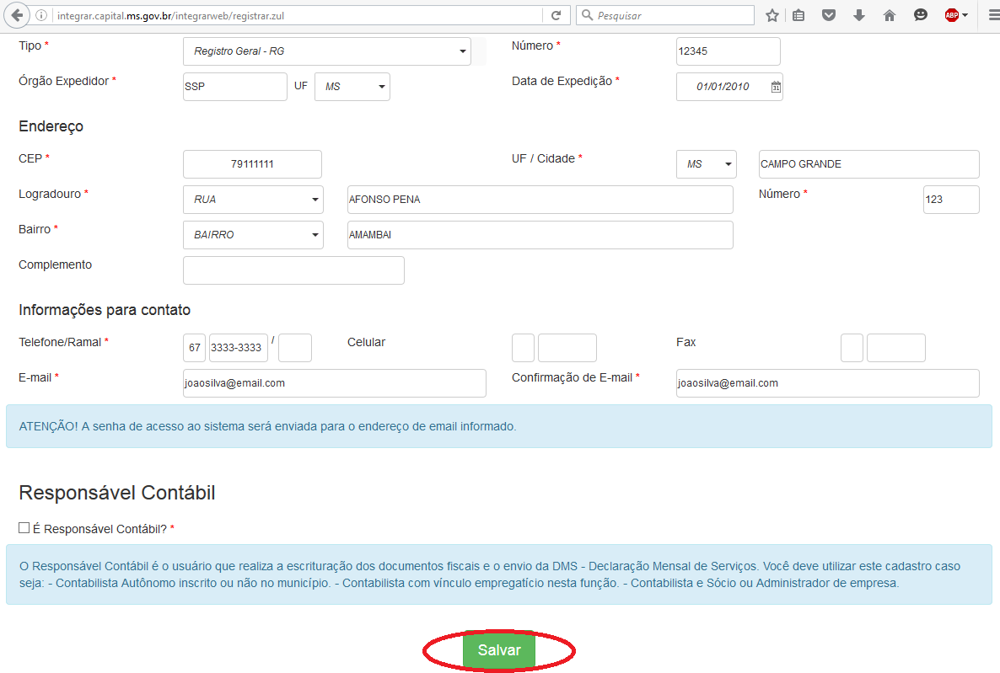 integrar.capital.ms.gov.br/integrarweb/registrar.zul Pesquisar ABP
Tipo * Registro Geral - RG Número * 12345
Órgão Expedidor * SSP UF MS Data de Expedição * 01/01/2010 31
Endereço
CEP * 79111111 UF / Cidade * MS CAMPO GRANDE
Logradouro * RUA AFONSO PENA Número * 123
Bairro * BAIRRO AMAMBAI
Complemento
Informações para contato
Telefone/Ramal * 67 3333-3333 / Celular Fax
E-mail * joaosilva@email.com Confirmação de E-mail * joaosilva@email.com
ATENÇÃO! A senha de acesso ao sistema será enviada para o endereço de email informado.
Responsável Contábil
É Responsável Contábil? *
O Responsável Contábil é o usuário que realiza a escrituração dos documentos fiscais e o envio da DMS - Declaração Mensal de Serviços. Você deve utilizar este cadastro caso
seja: - Contabilista Autônomo inscrito ou não no município. - Contabilista com vínculo empregatício nesta função. - Contabilista e Sócio ou Administrador de empresa.
Salvar